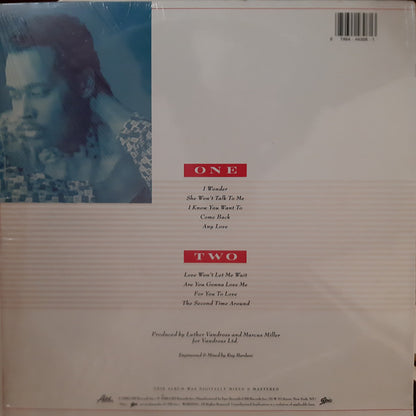 ONE
I Wonder
She Won't Talk To Me
I Know You Want To
Come Back
Any Love
TWO
Love Won't Let Me Wait
Are You Gonna Love Me
For You To Love
The Second Time Around
Produced by Luther Vandross and Marcus Miller
for Vandross Ltd.
Engineered & Mixed by Ray Bardani
THIS ALBUM WAS DIGITALLY MIXED & MASTERED
Epic